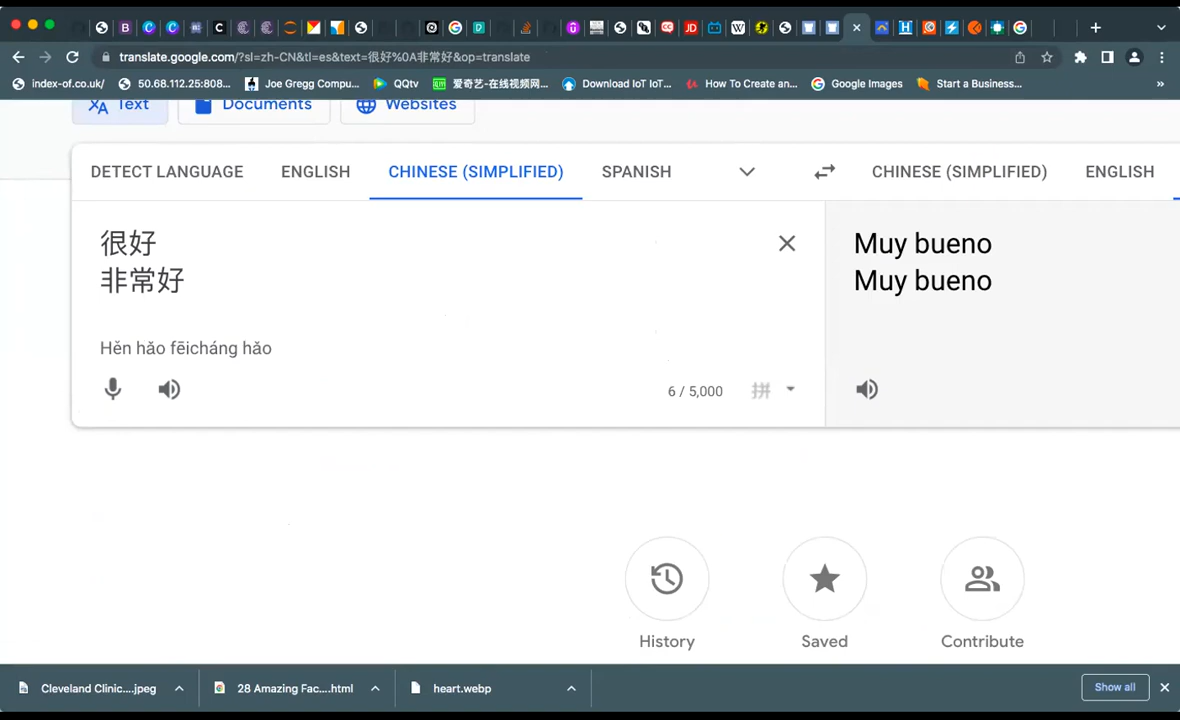 translate.google.com/?sl=zh-CN&tl=es&text=很好%0A非常好&op=translate
index-of.co.uk/ 50.68.112.25:808... Joe Gregg Compu... QQtv 爱奇艺-在线视频网... Download IoT IoT... How To Create an... Google Images Start a Business... »
Text Documents Websites
DETECT LANGUAGE ENGLISH CHINESE (SIMPLIFIED) SPANISH CHINESE (SIMPLIFIED) ENGLISH
很好 Muy bueno
非常好 Muy bueno
Hěn hǎo fēicháng hǎo
6 / 5,000 拼
History Saved Contribute
Cleveland Clinic....jpeg 28 Amazing Fac....html heart.webp Show all